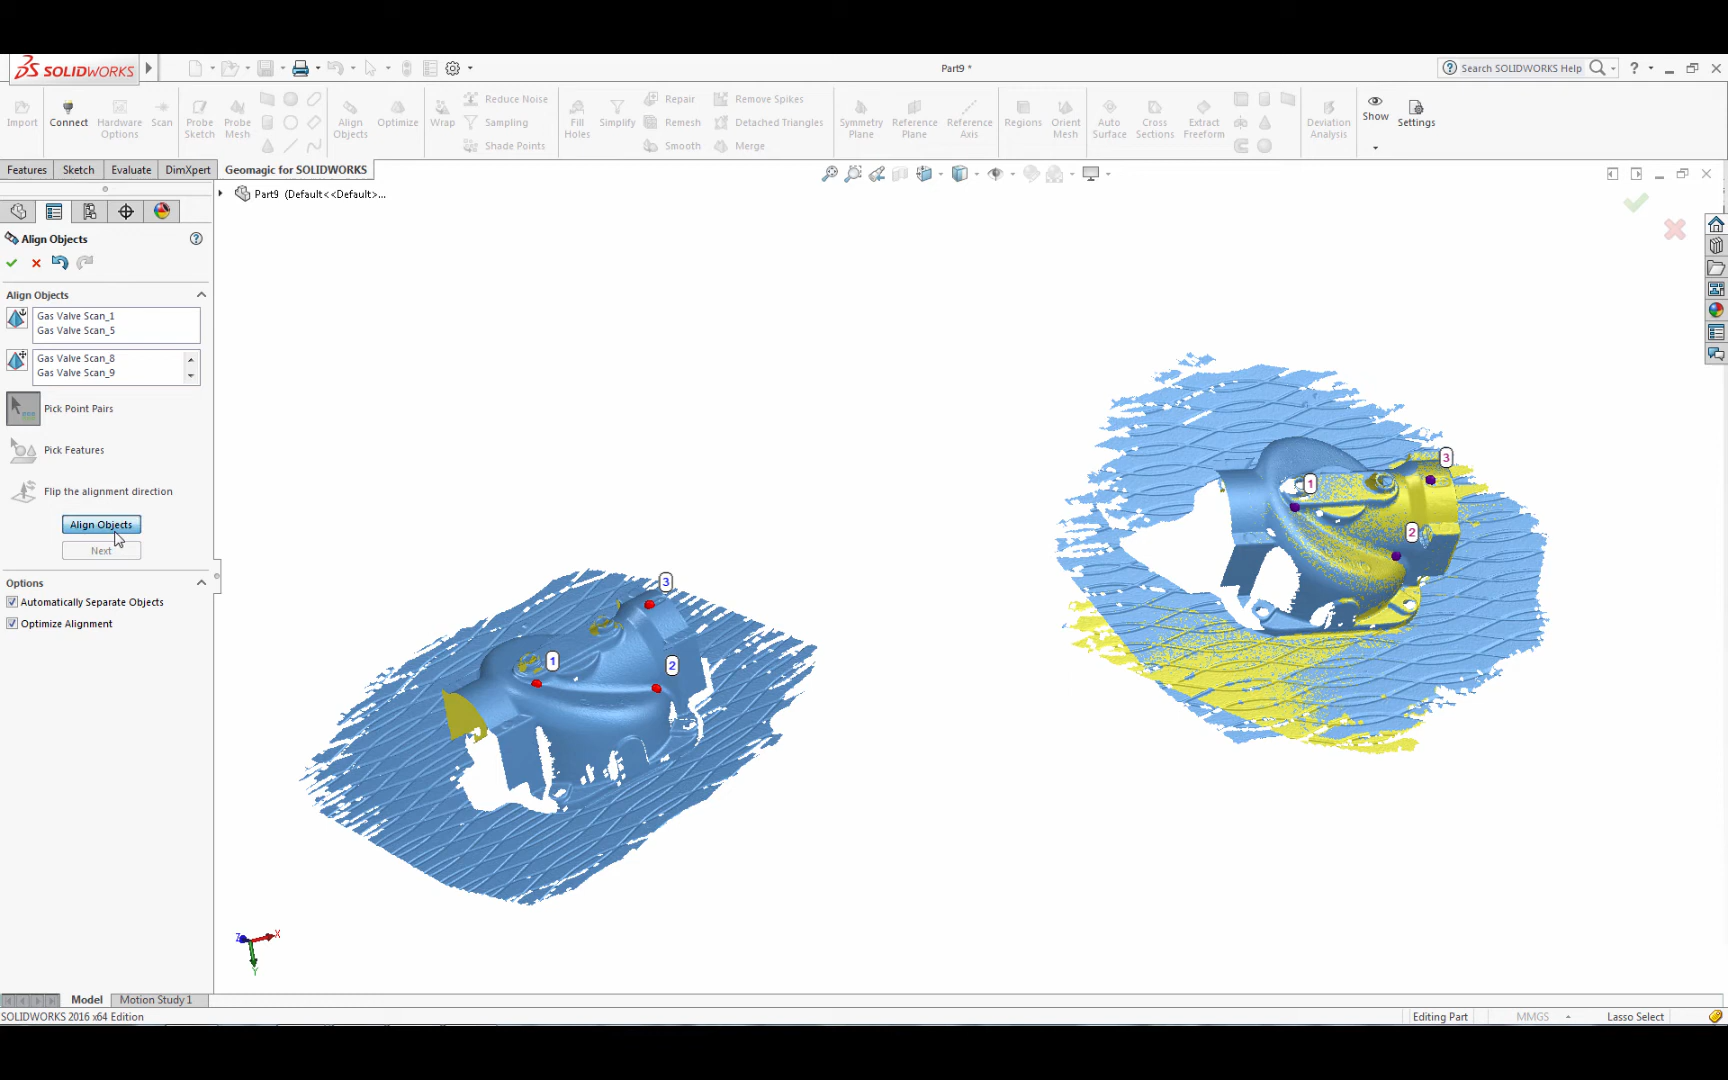 SOLIDWORKS
Part9 *
Search SOLIDWORKS Help
?
Import
Connect
Hardware
Options
Scan
Probe
Sketch
Probe
Mesh
Align
Objects
Optimize
Wrap
Reduce Noise
Sampling
Shade Points
Fill
Holes
Simplify
Repair
Remesh
Smooth
Remove Spikes
Detached Triangles
Merge
Symmetry
Plane
Reference
Plane
Reference
Axis
Regions
Orient
Mesh
Auto
Surface
Cross
Sections
Extract
Freeform
Deviation
Analysis
Show
Settings
Features
Sketch
Evaluate
DimXpert
Geomagic for SOLIDWORKS
Part9 (Default<<Default>...
Align Objects
?
Align Objects
Gas Valve Scan_1
Gas Valve Scan_5
Gas Valve Scan_8
Gas Valve Scan_9
Pick Point Pairs
Pick Features
Flip the alignment direction
Align Objects
Next
Options
Automatically Separate Objects
Optimize Alignment
3
1
2
3
1
2
Z
X
Y
Model
Motion Study 1
SOLIDWORKS 2016 x64 Edition
Editing Part
MMGS
Lasso Select